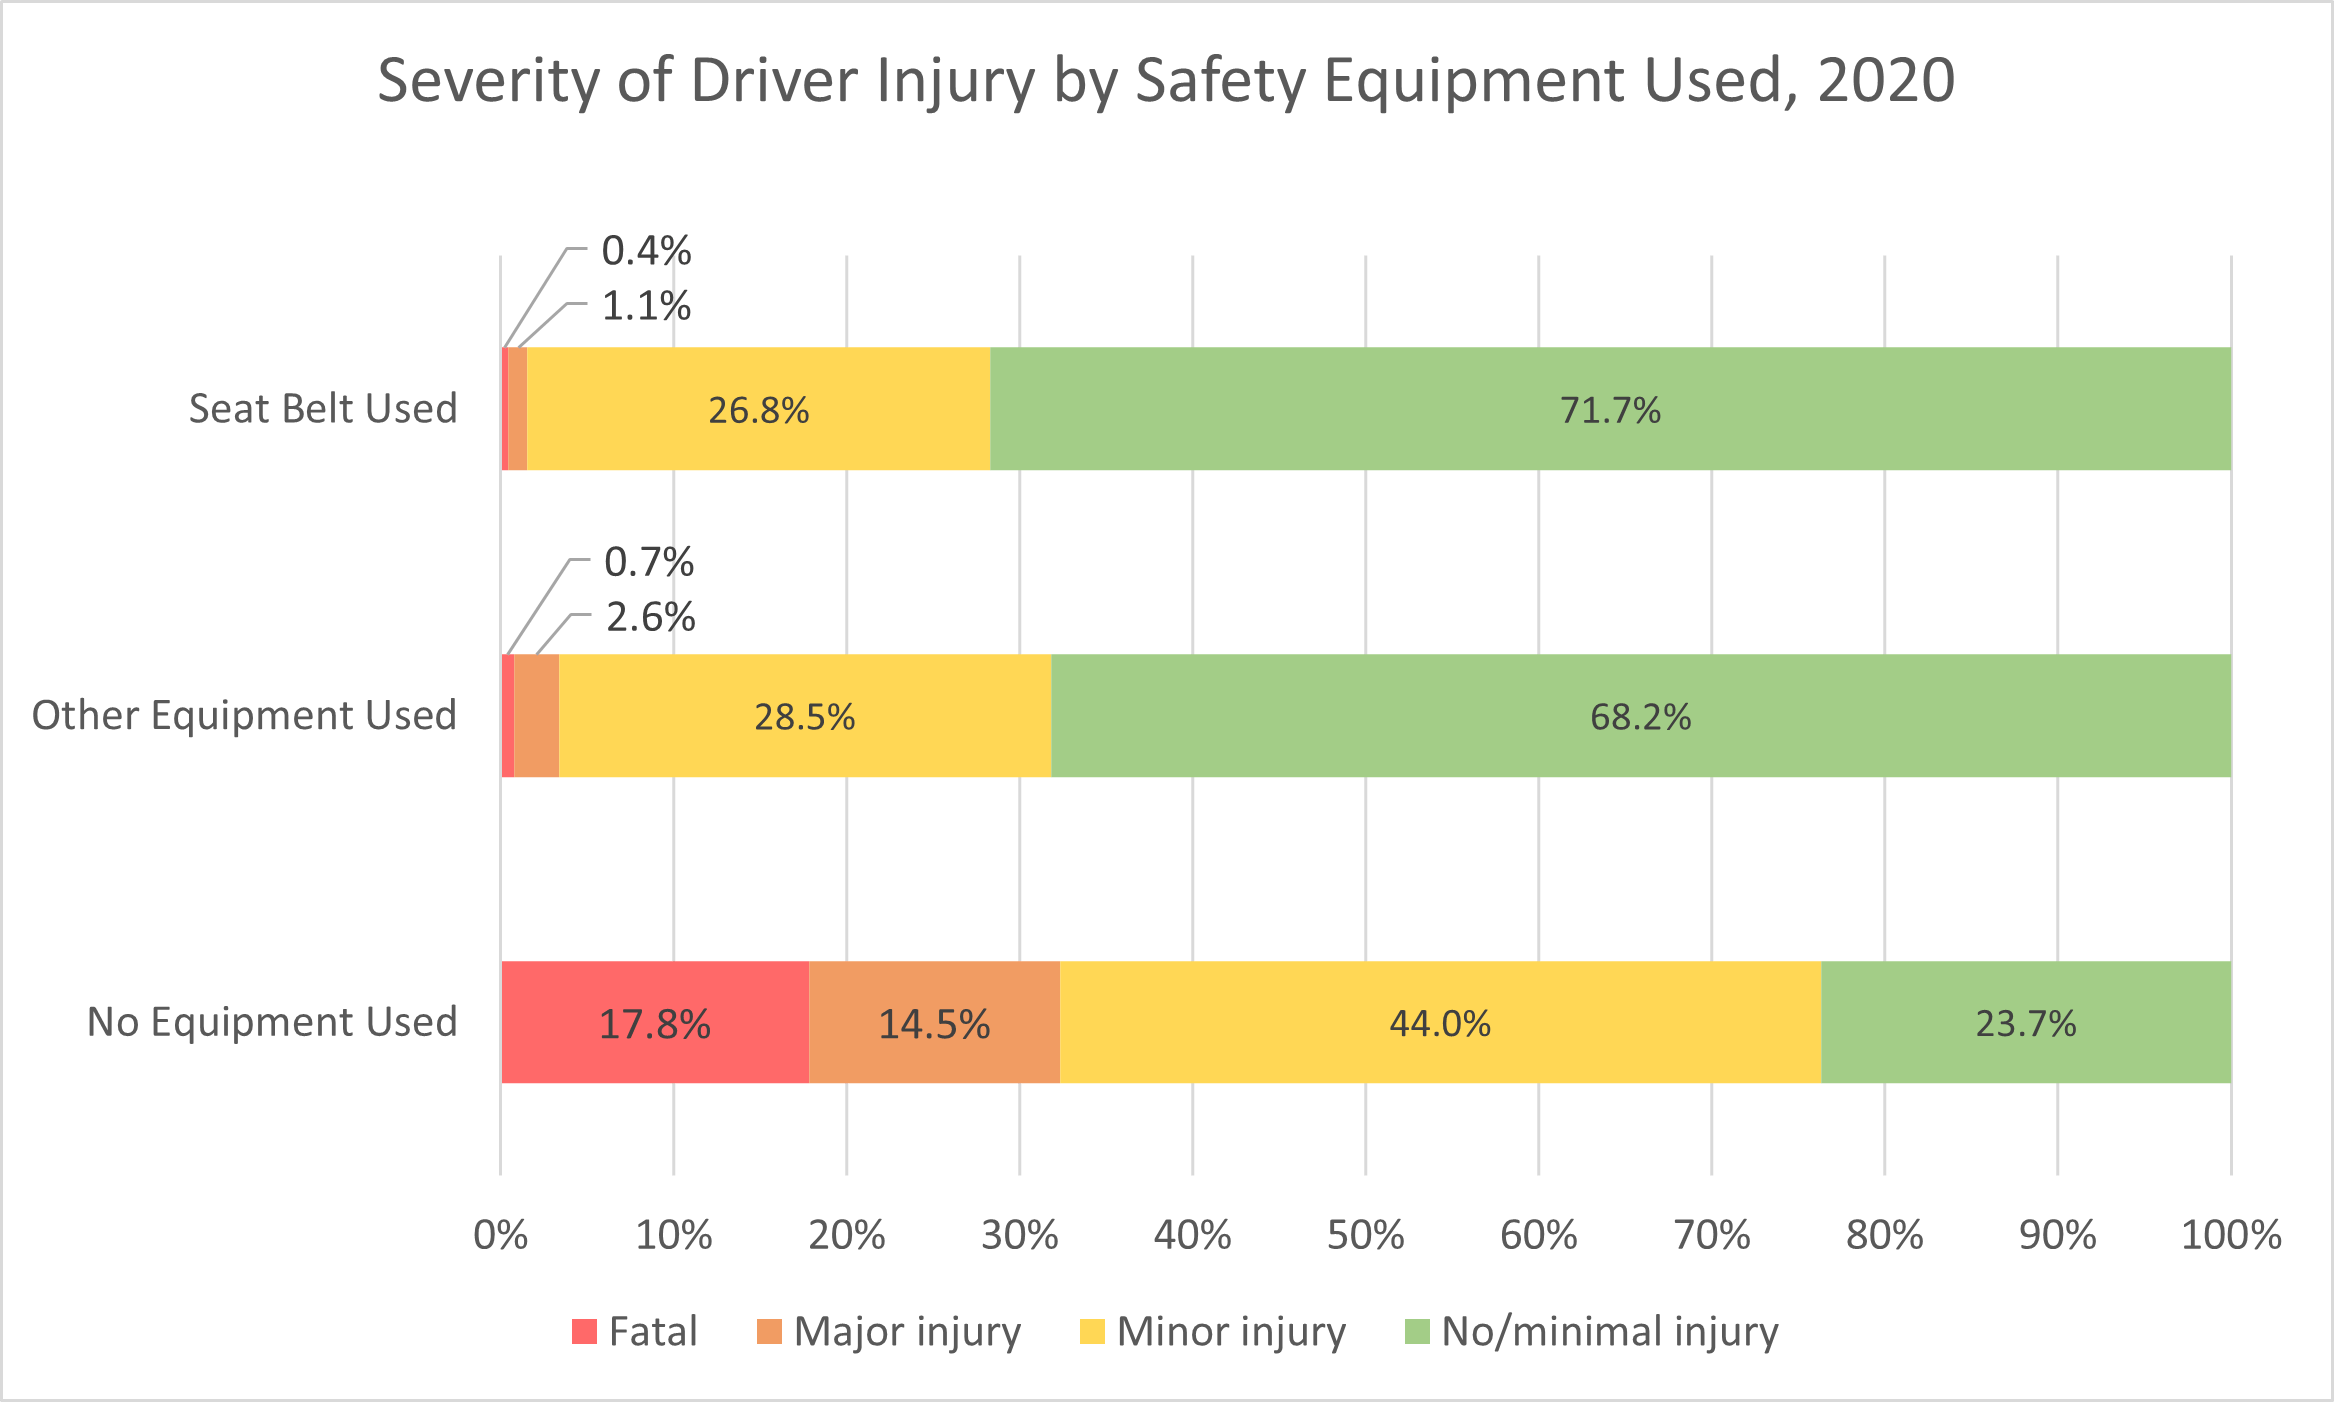 Severity of Driver Injury by Safety Equipment Used, 2020
0.4%
1.1%
Seat Belt Used
26.8%
71.7%
0.7%
2.6%
Other Equipment Used
28.5%
68.2%
No Equipment Used
17.8%
14.5%
44.0%
23.7%
0%
10%
20%
30%
40%
50%
60%
70%
80%
90%
100%
Fatal
Major injury
Minor injury
No/minimal injury